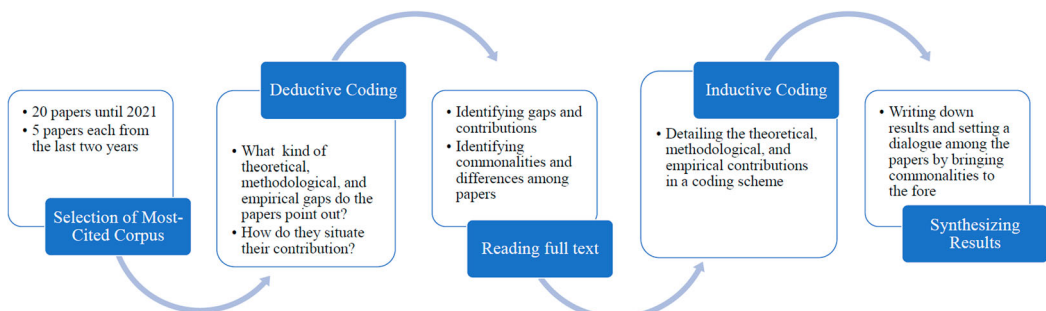 • 20 papers until 2021
• 5 papers each from
the last two years
Selection of Most-
Cited Corpus
Deductive Coding
• What kind of
theoretical,
methodological, and
empirical gaps do the
papers point out?
• How do they situate
their contribution?
• Identifying gaps and
contributions
• Identifying
commonalities and
differences among
papers
Reading full text
Inductive Coding
• Detailing the theoretical,
methodological, and
empirical contributions
in a coding scheme
• Writing down
results and setting a
dialogue among the
papers by bringing
commonalities to
the fore
Synthesizing
Results